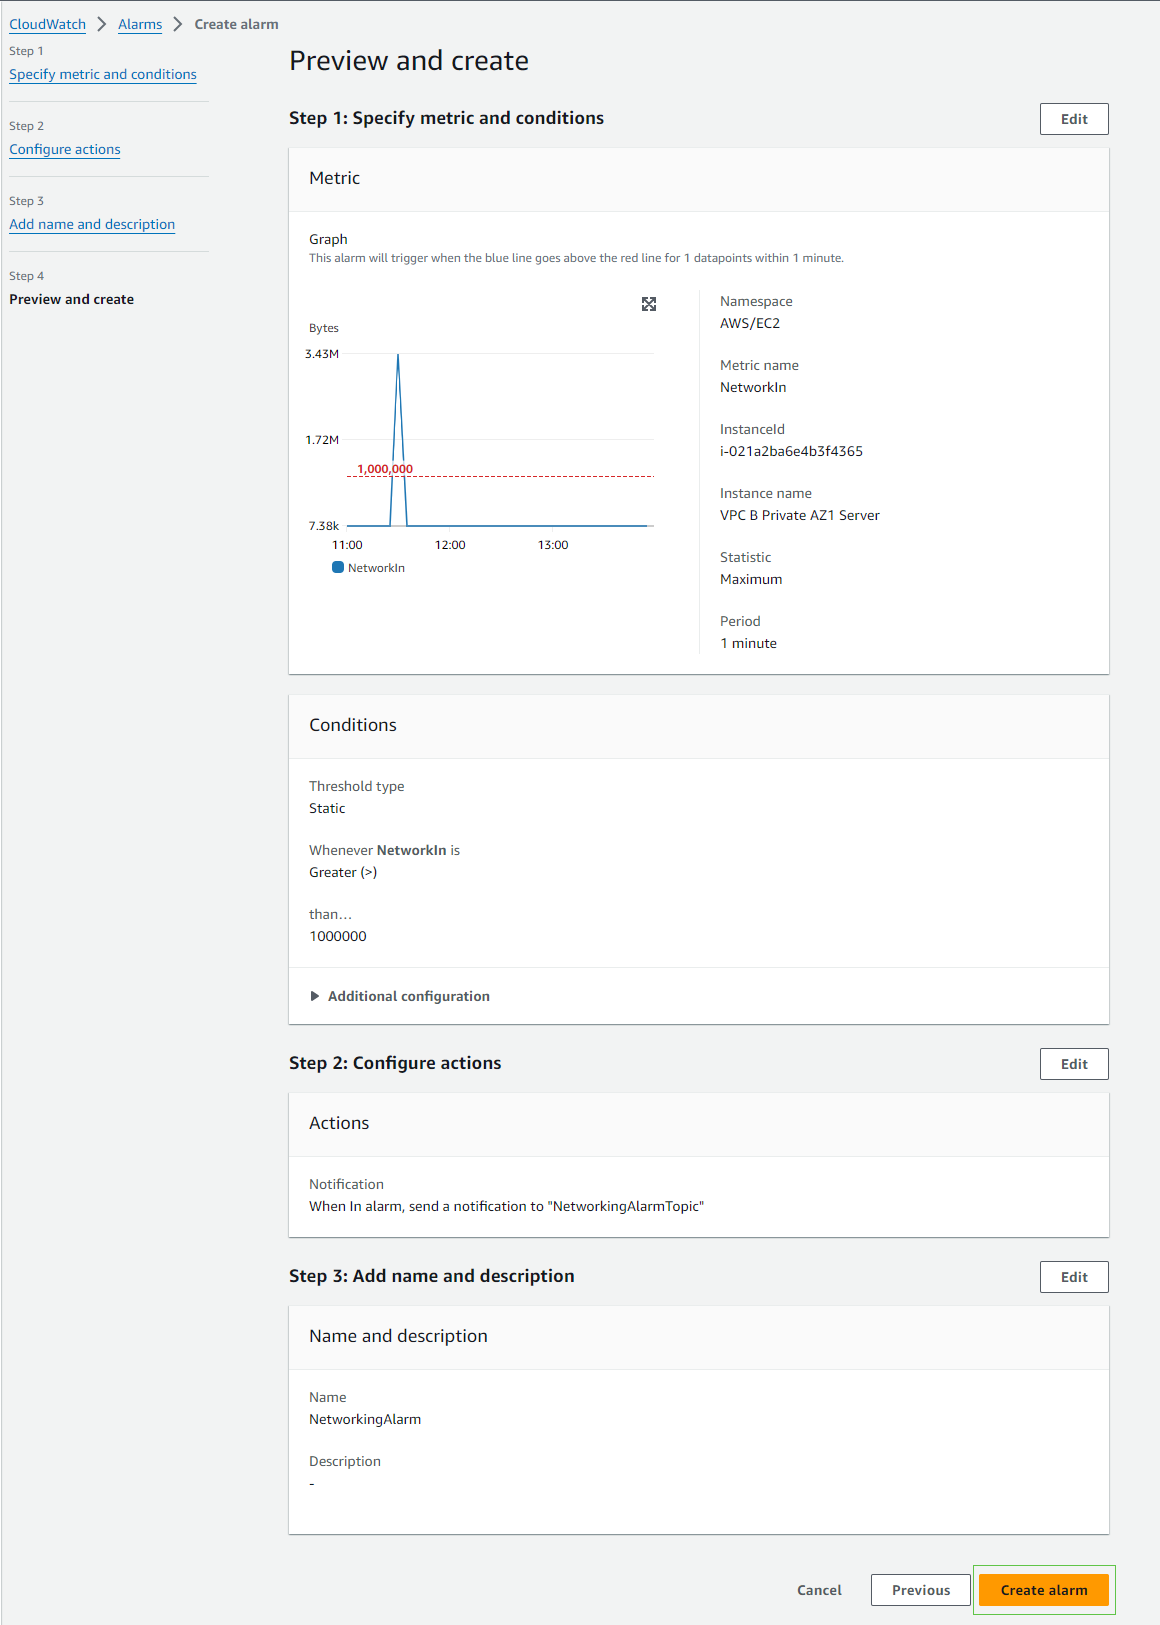 CloudWatch > Alarms > Create alarm
Step 1
Specify metric and conditions
Step 2
Configure actions
Step 3
Add name and description
Step 4
Preview and create
Preview and create
Step 1: Specify metric and conditions
Edit
Metric
Graph
This alarm will trigger when the blue line goes above the red line for 1 datapoints within 1 minute.
Bytes
3.43M
1.72M
1,000,000
7.38k
11:00 12:00 13:00
NetworkIn
Namespace
AWS/EC2
Metric name
NetworkIn
InstanceId
i-021a2ba6e4b3f4365
Instance name
VPC B Private AZ1 Server
Statistic
Maximum
Period
1 minute
Conditions
Threshold type
Static
Whenever NetworkIn is
Greater (>)
than…
1000000
Additional configuration
Step 2: Configure actions
Edit
Actions
Notification
When In alarm, send a notification to "NetworkingAlarmTopic"
Step 3: Add name and description
Edit
Name and description
Name
NetworkingAlarm
Description
-
Cancel Previous Create alarm